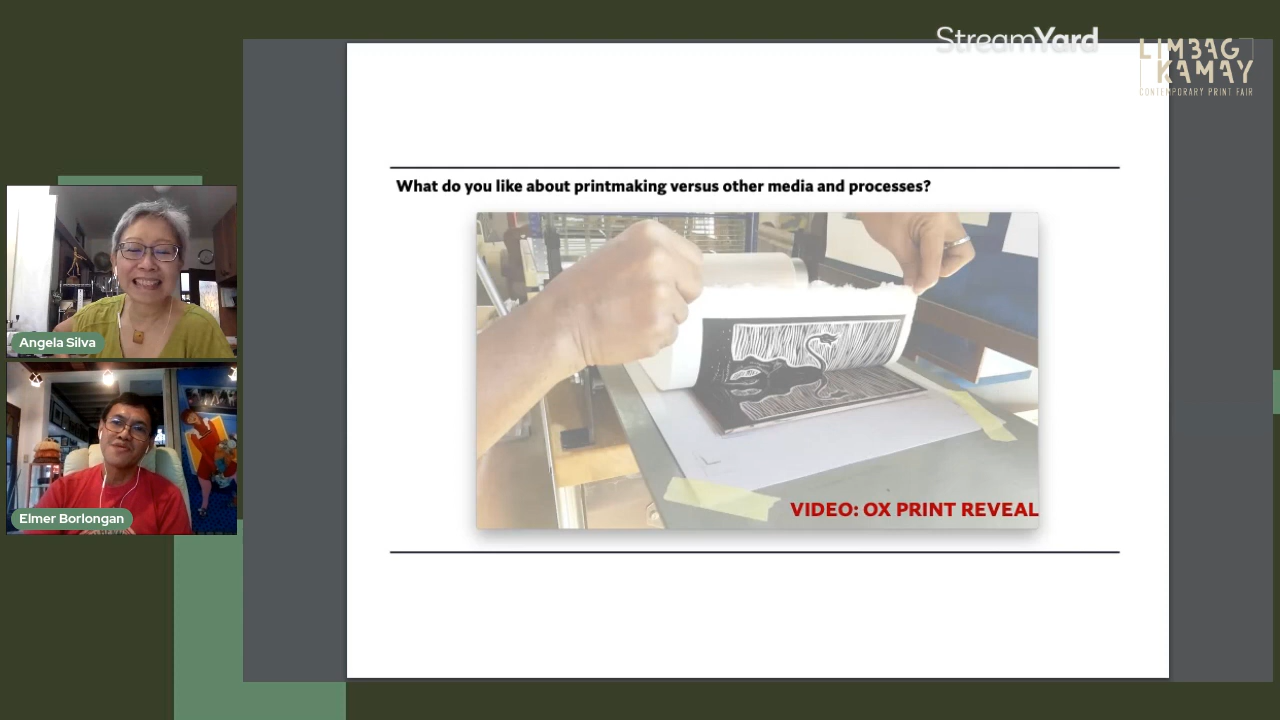 StreamYard
LIMBAG
KAMAY
CONTEMPORARY PRINT FAIR
What do you like about printmaking versus other media and processes?
Angela Silva
VIDEO: OX PRINT REVEAL
Elmer Borlongan